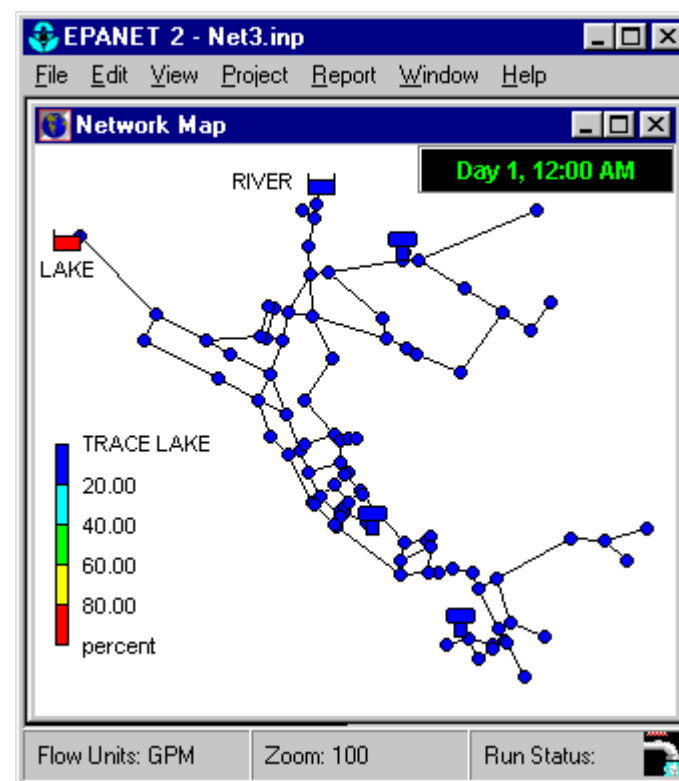 EPANET 2 - Net3.inp
File Edit View Project Report Window Help
Network Map
Day 1, 12:00 AM
RIVER
LAKE
TRACE LAKE
20.00
40.00
60.00
80.00
percent
Flow Units: GPM Zoom: 100 Run Status: